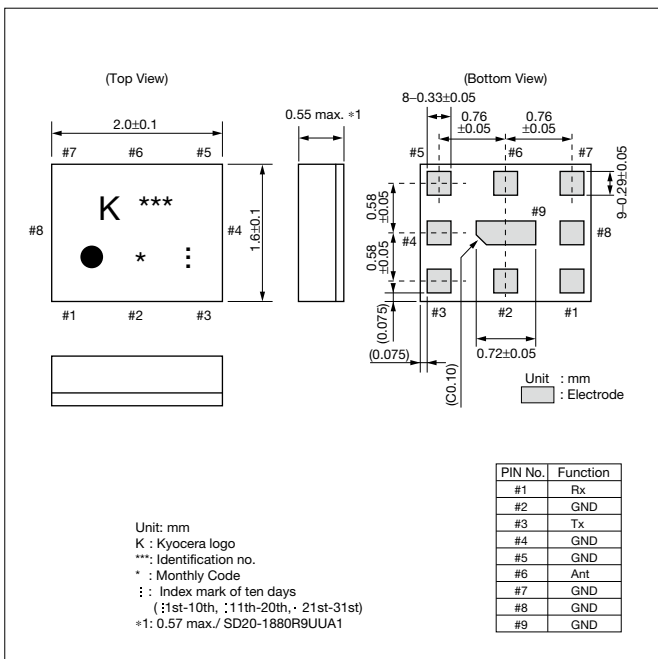 (Top View)
2.0±0.1
#7 #6 #5
K ***
#8
#4
1.6±0.1
*
#1 #2 #3
0.55 max. *1
(Bottom View)
8–0.33±0.05
0.76
±0.05
0.76
±0.05
#5 #6 #7
9–0.29±0.05
0.58
±0.05
#9
#4
#8
0.58
±0.05
#3 #2 #1
(0.075)
(0.075)
(C0.10)
0.72±0.05
Unit : mm
: Electrode
PIN No. Function
#1 Rx
#2 GND
#3 Tx
#4 GND
#5 GND
#6 Ant
#7 GND
#8 GND
#9 GND
Unit: mm
K : Kyocera logo
***: Identification no.
* : Monthly Code
⋮ : Index mark of ten days
(⋮1st-10th, :11th-20th, · 21st-31st)
*1: 0.57 max./ SD20-1880R9UUA1